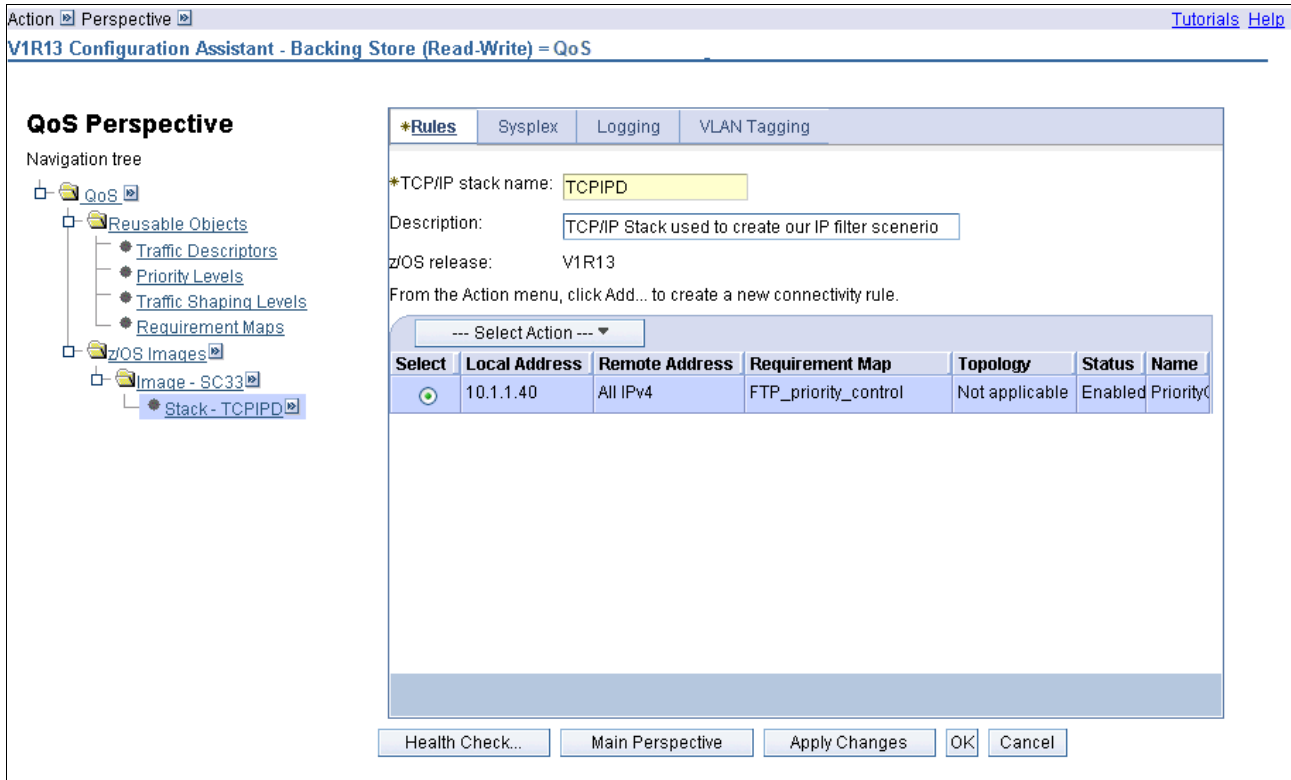 Action Perspective Tutorials Help
V1R13 Configuration Assistant - Backing Store (Read-Write) = QoS
QoS Perspective
Navigation tree
QoS
Reusable Objects
Traffic Descriptors
Priority Levels
Traffic Shaping Levels
Requirement Maps
z/OS Images
Image - SC33
Stack - TCPIPD
*Rules Sysplex Logging VLAN Tagging
*TCP/IP stack name: TCPIPD
Description: TCP/IP Stack used to create our IP filter scenerio
z/OS release: V1R13
From the Action menu, click Add... to create a new connectivity rule.
--- Select Action ---
Select Local Address Remote Address Requirement Map Topology Status Name
10.1.1.40 All IPv4 FTP_priority_control Not applicable Enabled Priority
Health Check... Main Perspective Apply Changes OK Cancel